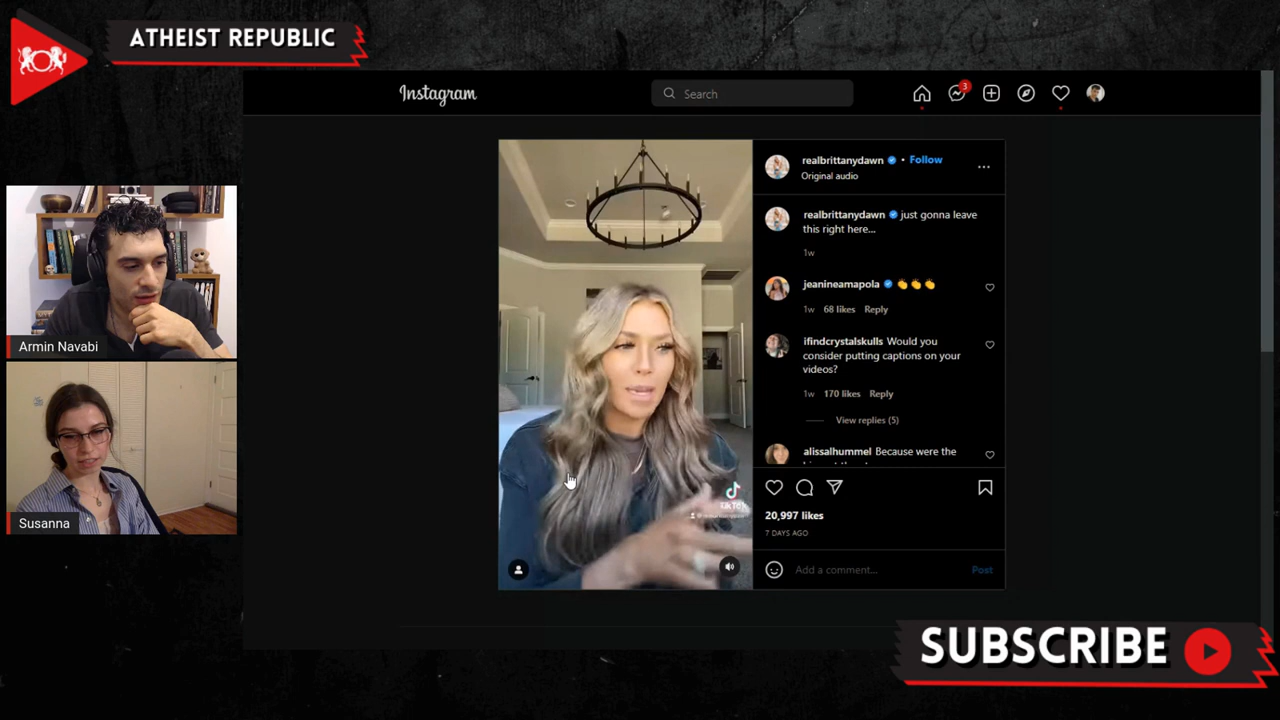 ATHEIST REPUBLIC
Instagram
Search
3
realbrittanydawn • Follow
Original audio
realbrittanydawn just gonna leave
this right here...
1w
jeanineamapola 👏👏👏
1w 68 likes Reply
ifindcrystalskulls Would you
consider putting captions on your
videos?
1w 170 likes Reply
View replies (5)
alissalhummel Because were the
20,997 likes
7 DAYS AGO
Add a comment...
Post
TikTok
Armin Navabi
Susanna
SUBSCRIBE